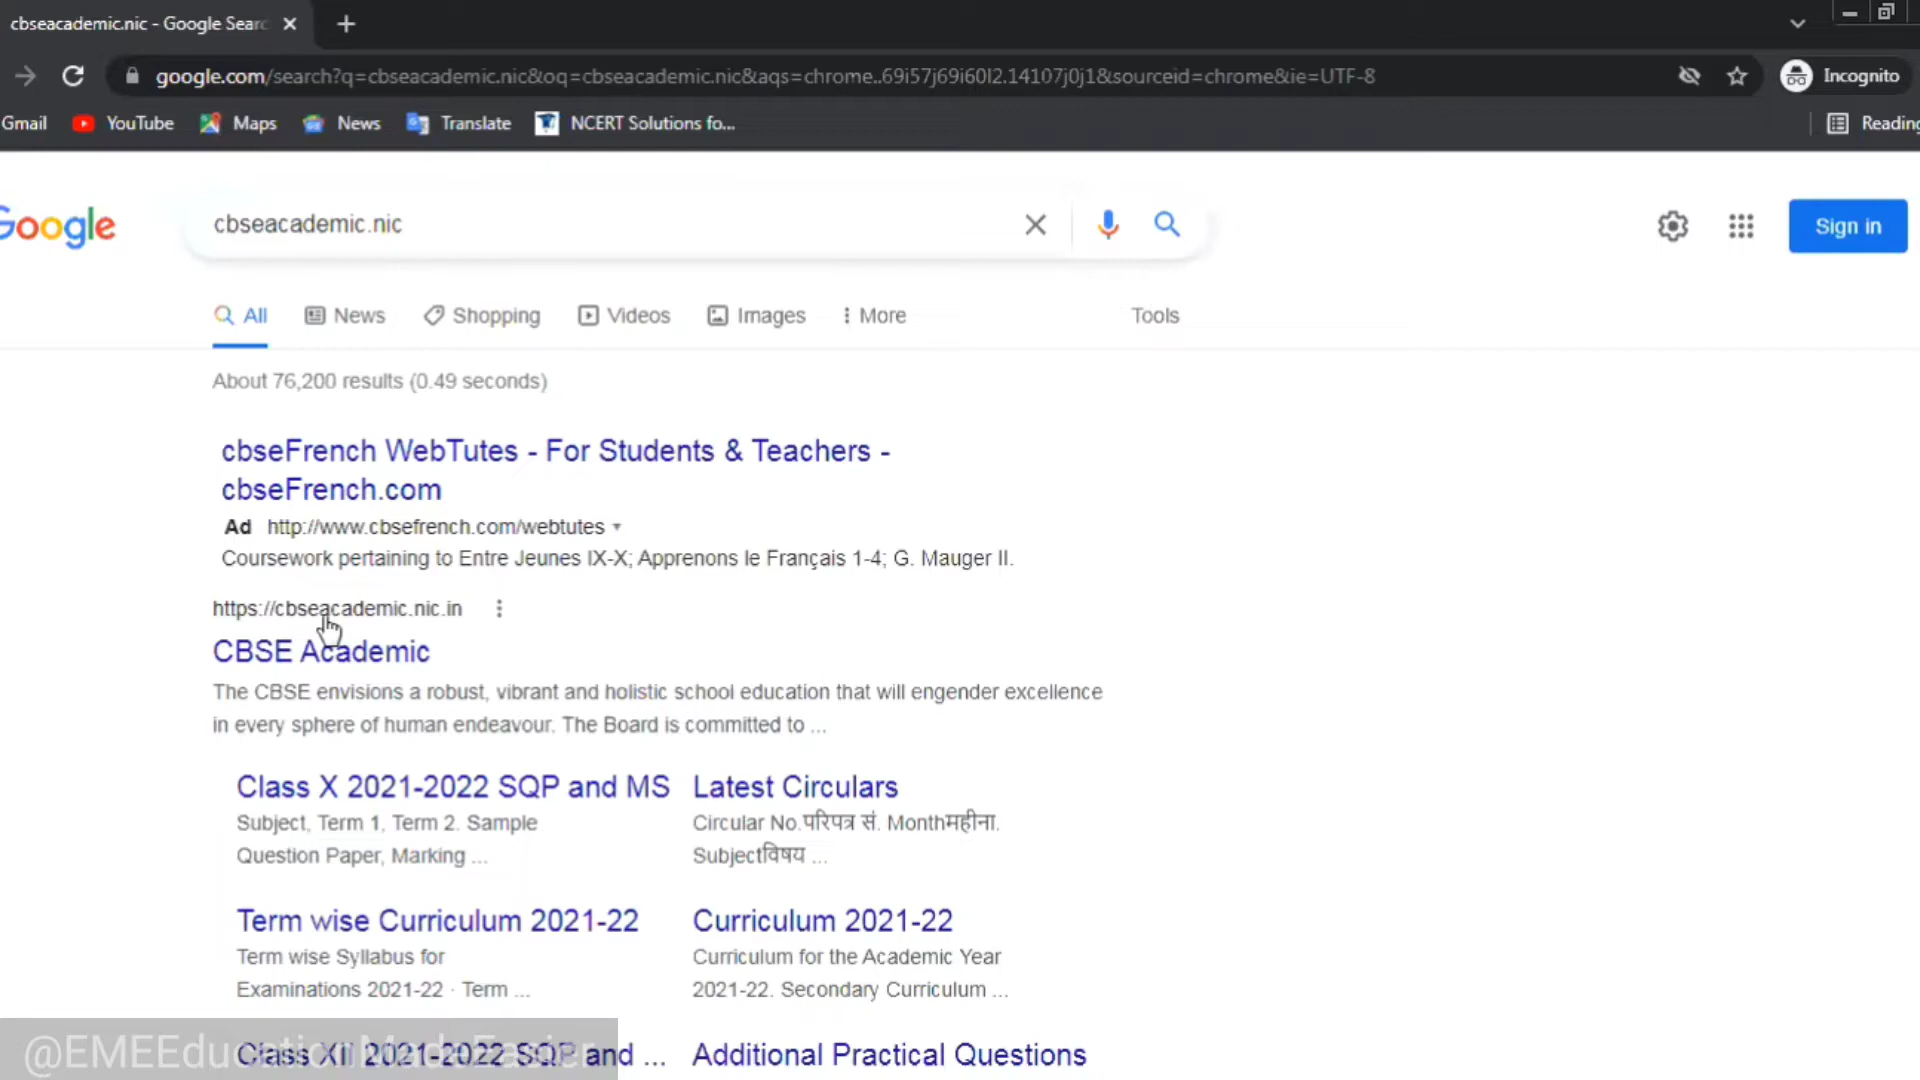 cbseacademic.nic - Google Searc
google.com/search?q=cbseacademic.nic&oq=cbseacademic.nic&aqs=chrome..69i57j69i60l2.14107j0j1&sourceid=chrome&ie=UTF-8
Incognito
Gmail YouTube Maps News Translate NCERT Solutions fo... Reading
Google cbseacademic.nic Sign in
All News Shopping Videos Images More Tools
About 76,200 results (0.49 seconds)
cbseFrench WebTutes - For Students & Teachers -
cbseFrench.com
Ad http://www.cbsefrench.com/webtutes
Coursework pertaining to Entre Jeunes IX-X; Apprenons le Français 1-4; G. Mauger II.
https://cbseacademic.nic.in
CBSE Academic
The CBSE envisions a robust, vibrant and holistic school education that will engender excellence
in every sphere of human endeavour. The Board is committed to ...
Class X 2021-2022 SQP and MS
Subject, Term 1, Term 2. Sample
Question Paper, Marking ...
Latest Circulars
Circular No.परिपत्र सं. Monthमहीना.
Subjectविषय ...
Term wise Curriculum 2021-22
Term wise Syllabus for
Examinations 2021-22 · Term ...
Curriculum 2021-22
Curriculum for the Academic Year
2021-22. Secondary Curriculum ...
Class XII 2021-2022 SQP and ...
Additional Practical Questions
@EMEEducationMadeEasier